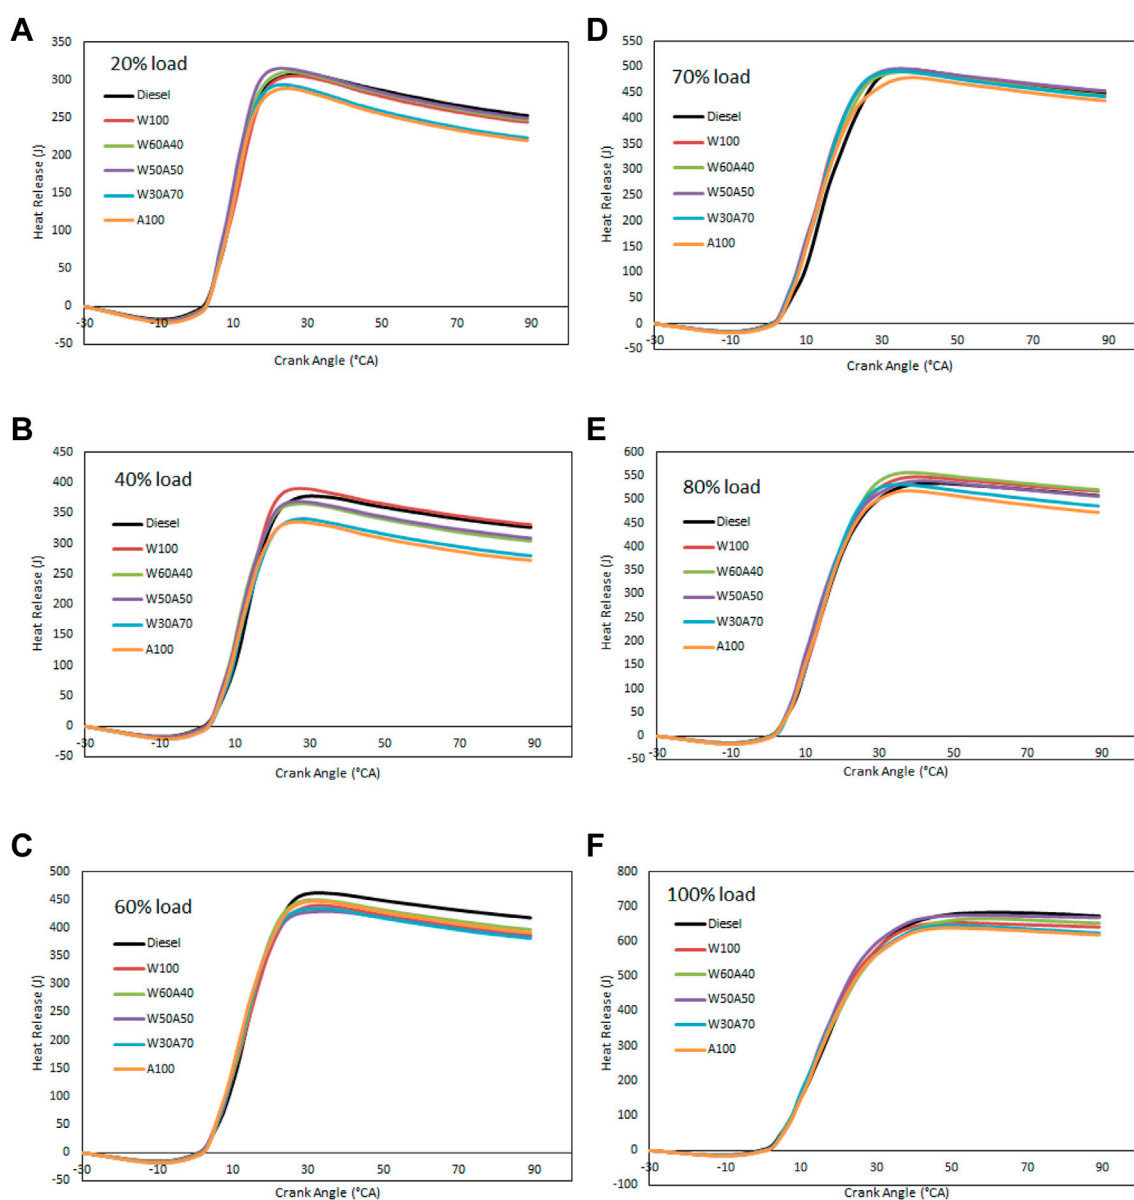 A
20% load
Diesel
W100
W60A40
W50A50
W30A70
A100
Heat Release (J)
350
300
250
200
150
100
50
0
-50
-30
-10
10
30
50
70
90
Crank Angle (°CA)
D
70% load
Diesel
W100
W60A40
W50A50
W30A70
A100
Heat Release (J)
550
500
450
400
350
300
250
200
150
100
50
0
-50
-30
-10
10
30
50
70
90
Crank Angle (°CA)
B
40% load
Diesel
W100
W60A40
W50A50
W30A70
A100
Heat Release (J)
450
400
350
300
250
200
150
100
50
0
-50
-30
-10
10
30
50
70
90
Crank Angle (°CA)
E
80% load
Diesel
W100
W60A40
W50A50
W30A70
A100
Heat Release (J)
600
550
500
450
400
350
300
250
200
150
100
50
0
-50
-30
-10
10
30
50
70
90
Crank Angle (°CA)
C
60% load
Diesel
W100
W60A40
W50A50
W30A70
A100
Heat Release (J)
500
450
400
350
300
250
200
150
100
50
0
-50
-30
-10
10
30
50
70
90
Crank Angle (°CA)
F
100% load
Diesel
W100
W60A40
W50A50
W30A70
A100
Heat Release (J)
800
700
600
500
400
300
200
100
0
-100
-30
-10
10
30
50
70
90
Crank Angle (°CA)